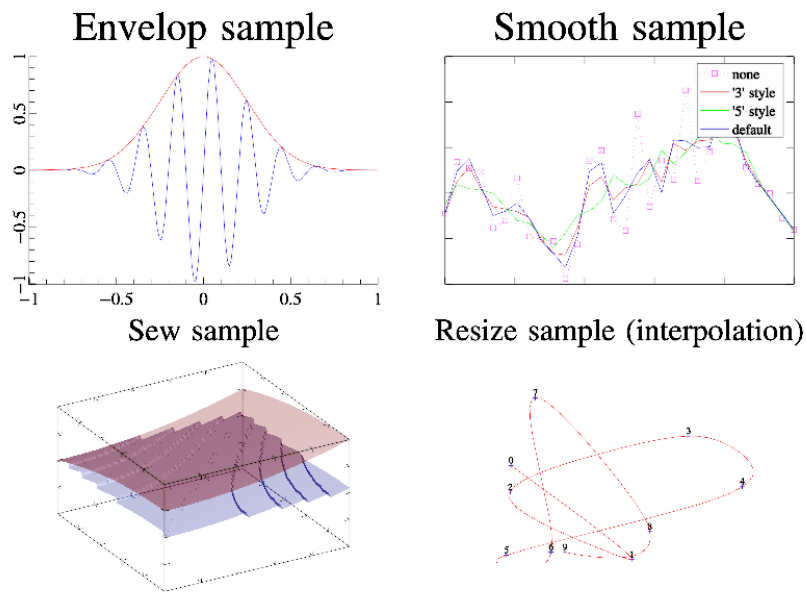 Envelop sample
Smooth sample
1
0.5
0
−0.5
−1
−1 −0.5 0 0.5 1
none
'3' style
'5' style
default
Sew sample
Resize sample (interpolation)
7
3
0
2
4
8
5 6 9 1